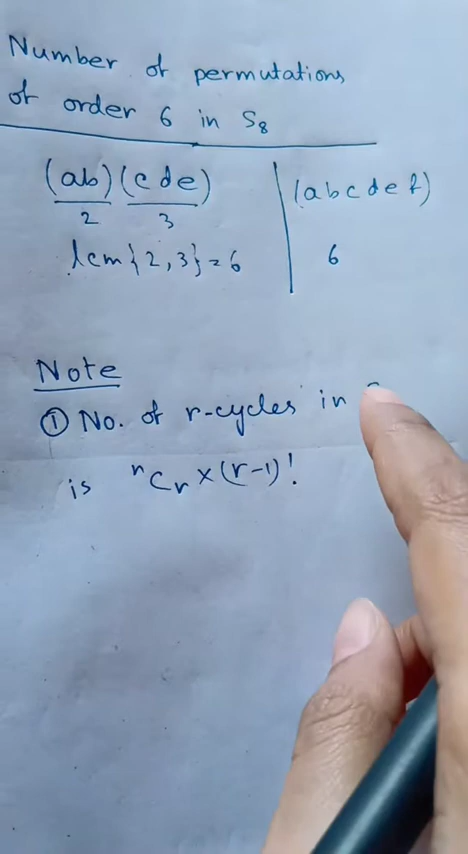 Number of permutations
of order 6 in S₈
(ab)(cde)
2 3
lcm{2,3}=6
(abcdef)
6
Note
① No. of r-cycles in
is ⁿCᵣ×(r-1)!